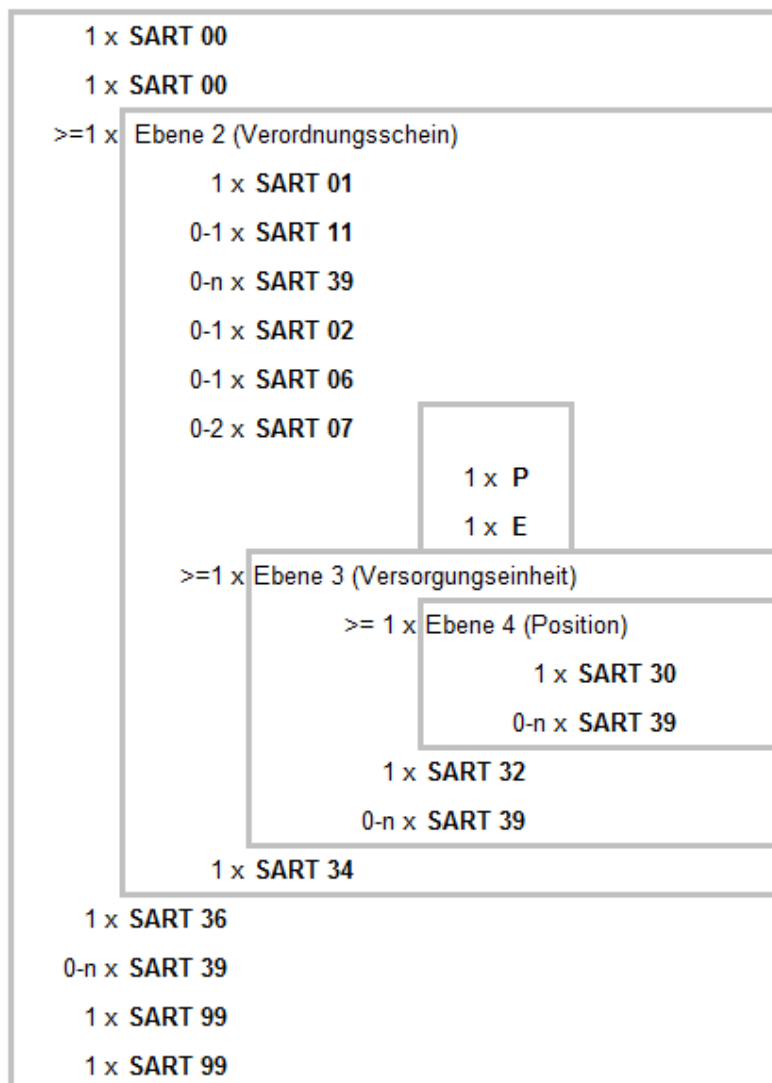 1 x SART 00
1 x SART 00
>=1 x Ebene 2 (Verordnungsschein)
1 x SART 01
0-1 x SART 11
0-n x SART 39
0-1 x SART 02
0-1 x SART 06
0-2 x SART 07
1 x P
1 x E
>=1 x Ebene 3 (Versorgungseinheit)
>= 1 x Ebene 4 (Position)
1 x SART 30
0-n x SART 39
1 x SART 32
0-n x SART 39
1 x SART 34
1 x SART 36
0-n x SART 39
1 x SART 99
1 x SART 99